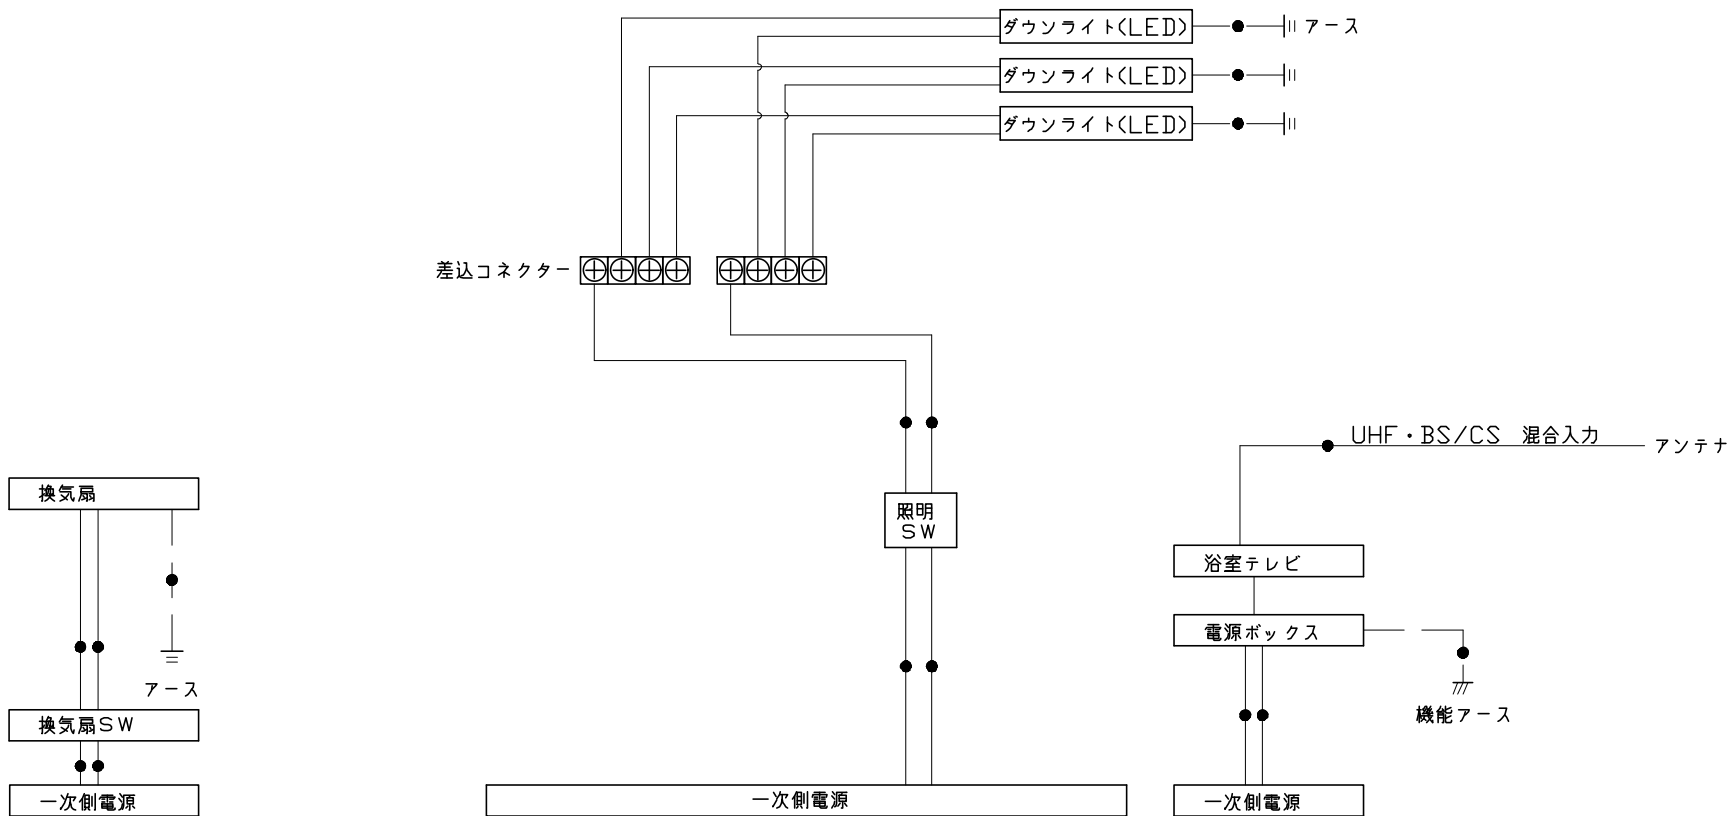 ダウンライト(LED)
アース
ダウンライト(LED)
ダウンライト(LED)
差込コネクター
UHF・BS/CS 混合入力
アンテナ
換気扇
照明
SW
浴室テレビ
電源ボックス
アース
機能アース
換気扇SW
一次側電源
一次側電源
一次側電源